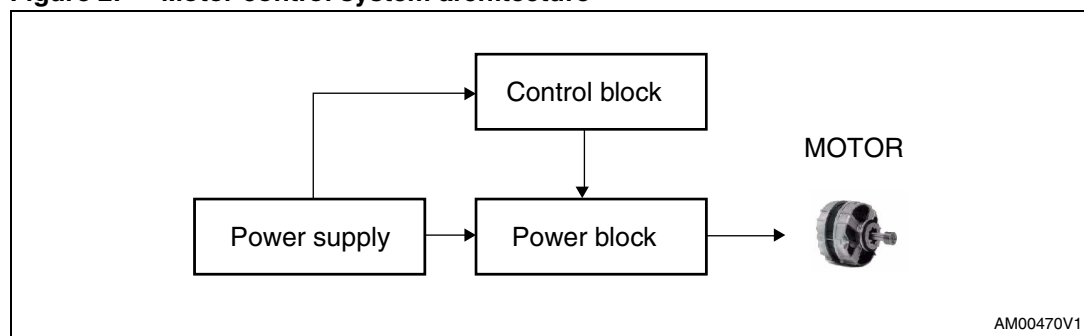 Figure 2. Motor control system architecture
Control block
MOTOR
Power supply
Power block
AM00470V1